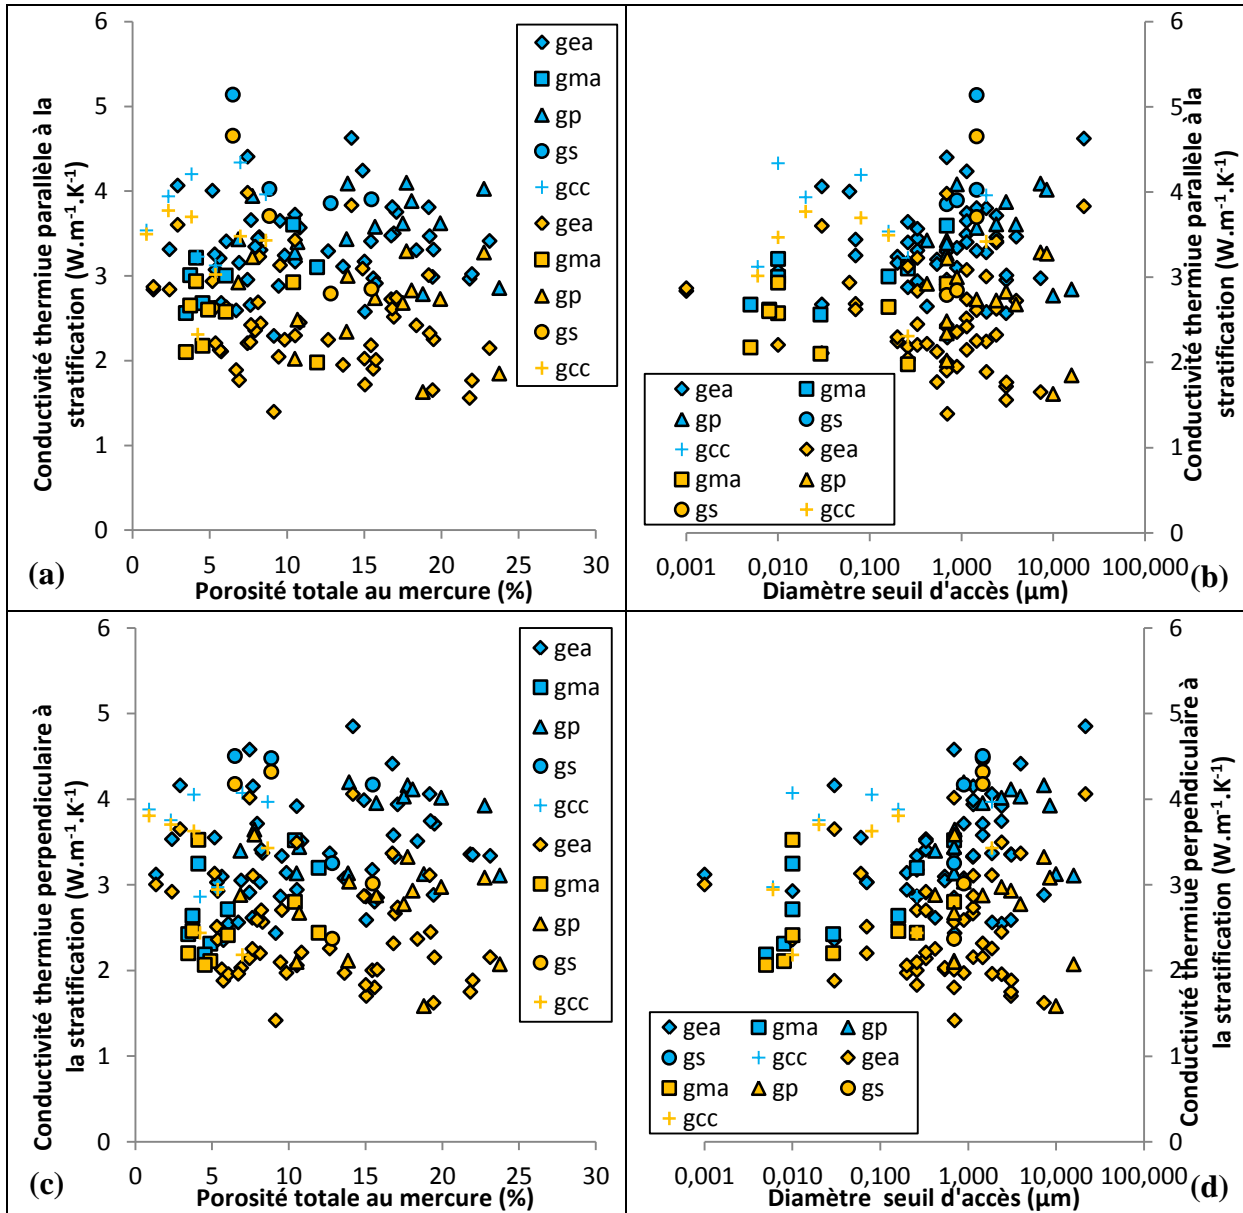 Conductivité thermiue parallèle à la
stratification (W.m⁻¹.K⁻¹)
6
5
4
3
2
1
0
0 5 10 15 20 25 30
Porosité totale au mercure (%)
(a)
gea
gma
gp
gs
gcc
gea
gma
gp
gs
gcc
Conductivité thermiue parallèle à la
stratification (W.m⁻¹.K⁻¹)
6
5
4
3
2
1
0
0,001 0,010 0,100 1,000 10,000 100,000
Diamètre seuil d'accès (µm)
(b)
gea gma
gp gs
gcc gea
gma gp
gs gcc
Conductivité thermiue perpendiculaire à
la stratification (W.m⁻¹.K⁻¹)
6
5
4
3
2
1
0
0 5 10 15 20 25 30
Porosité totale au mercure (%)
(c)
gea
gma
gp
gs
gcc
gea
gma
gp
gs
gcc
Conductivité thermiue perpendiculaire à
la stratification (W.m⁻¹.K⁻¹)
6
5
4
3
2
1
0
0,001 0,010 0,100 1,000 10,000 100,000
Diamètre seuil d'accès (µm)
(d)
gea gma gp
gs gcc gea
gma gp gs
gcc